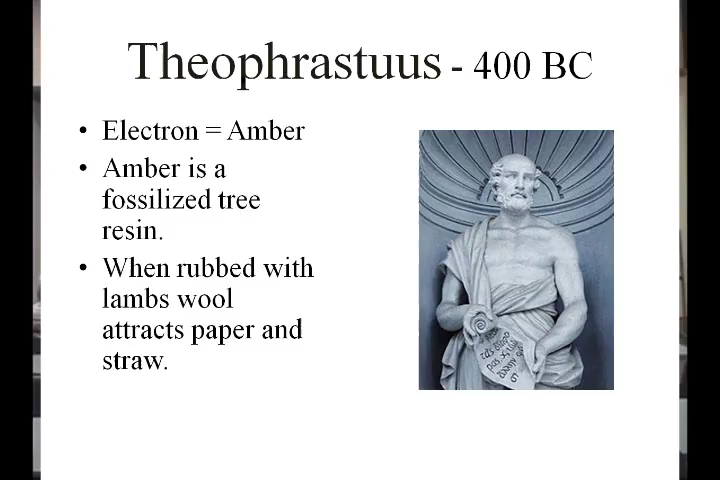 Theophrastuus - 400 BC
• Electron = Amber
• Amber is a
fossilized tree
resin.
• When rubbed with
lambs wool
attracts paper and
straw.